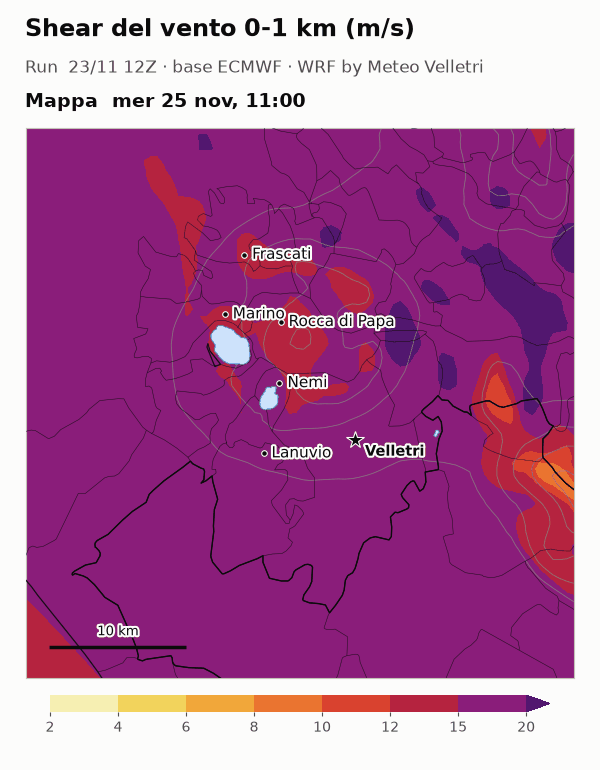 Shear del vento 0-1 km (m/s)
Run  23/11 12Z · base ECMWF · WRF by Meteo Velletri
Mappa  mer 25 nov, 11:00
Frascati
Marino
Rocca di Papa
Nemi
Velletri
Lanuvio
10 km
2 4 6 8 10 12 15 20